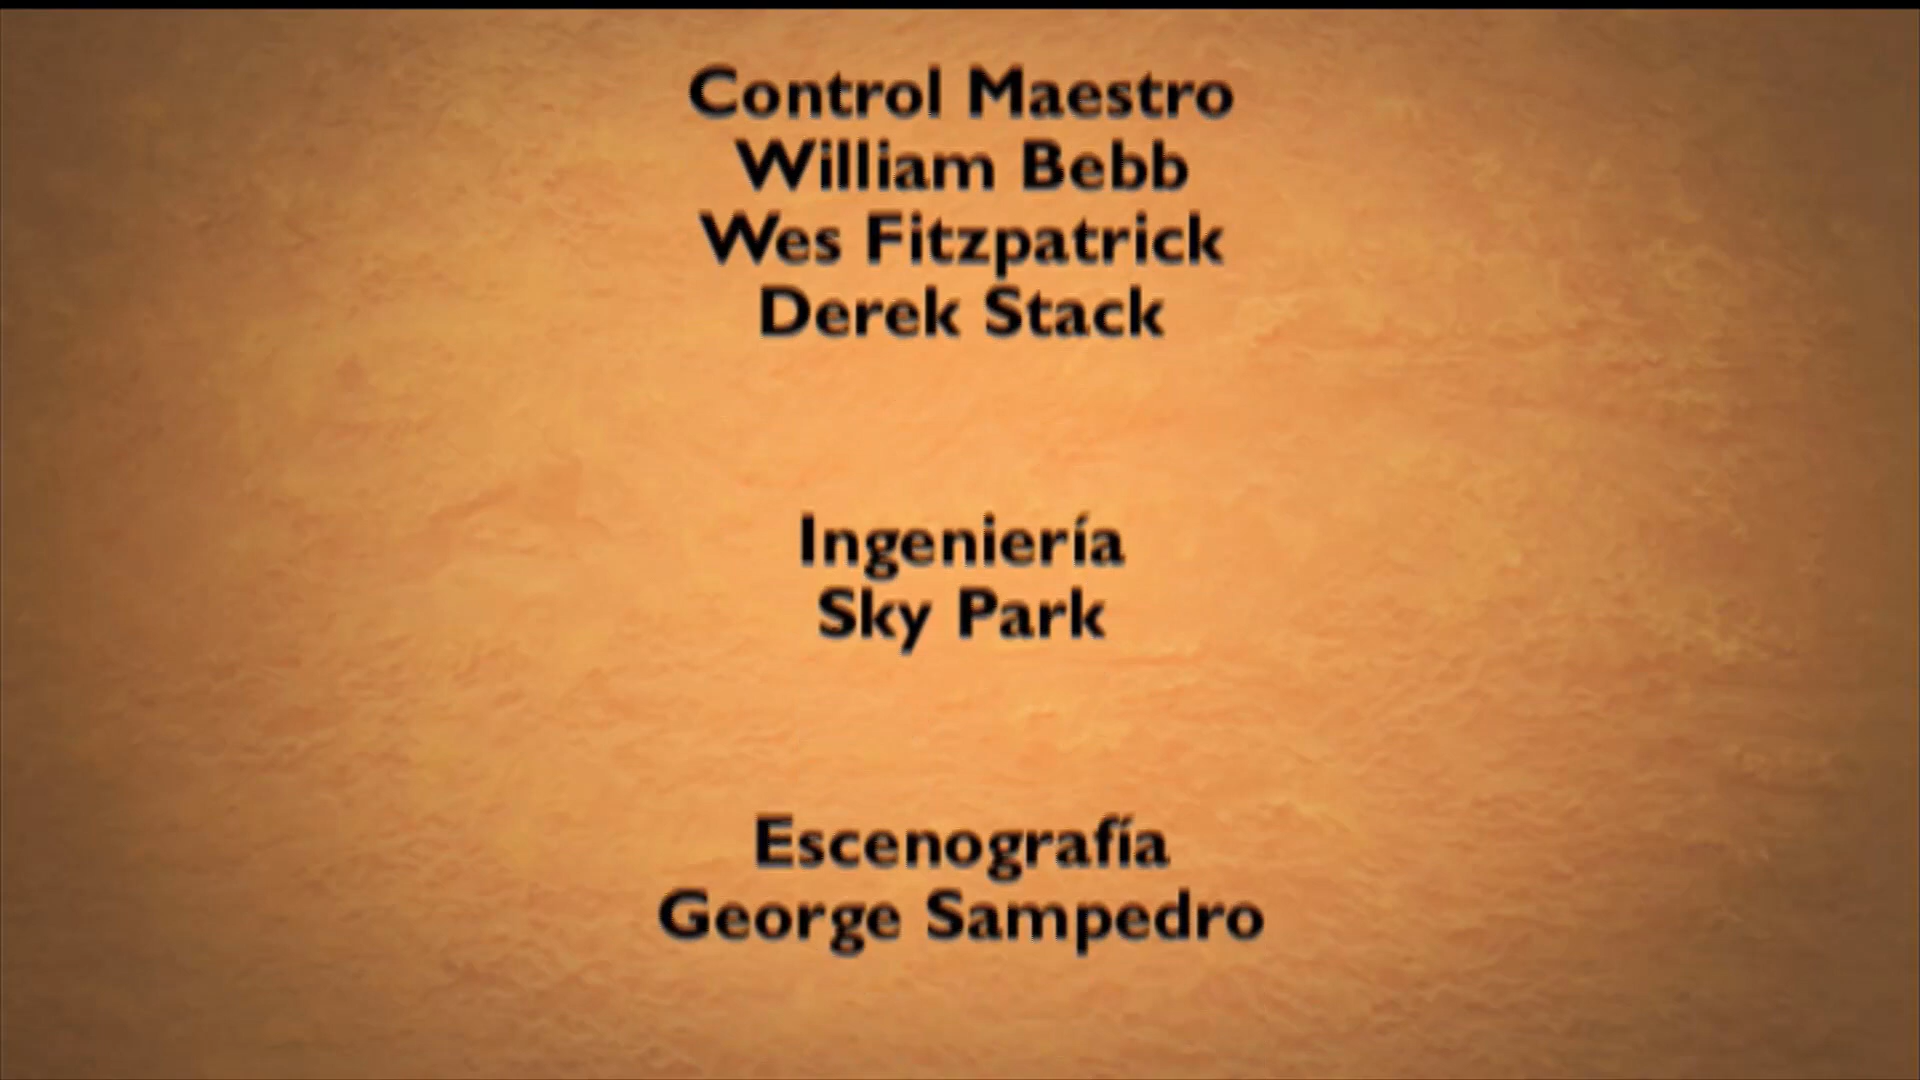 Control Maestro
William Bebb
Wes Fitzpatrick
Derek Stack
Ingeniería
Sky Park
Escenografía
George Sampedro